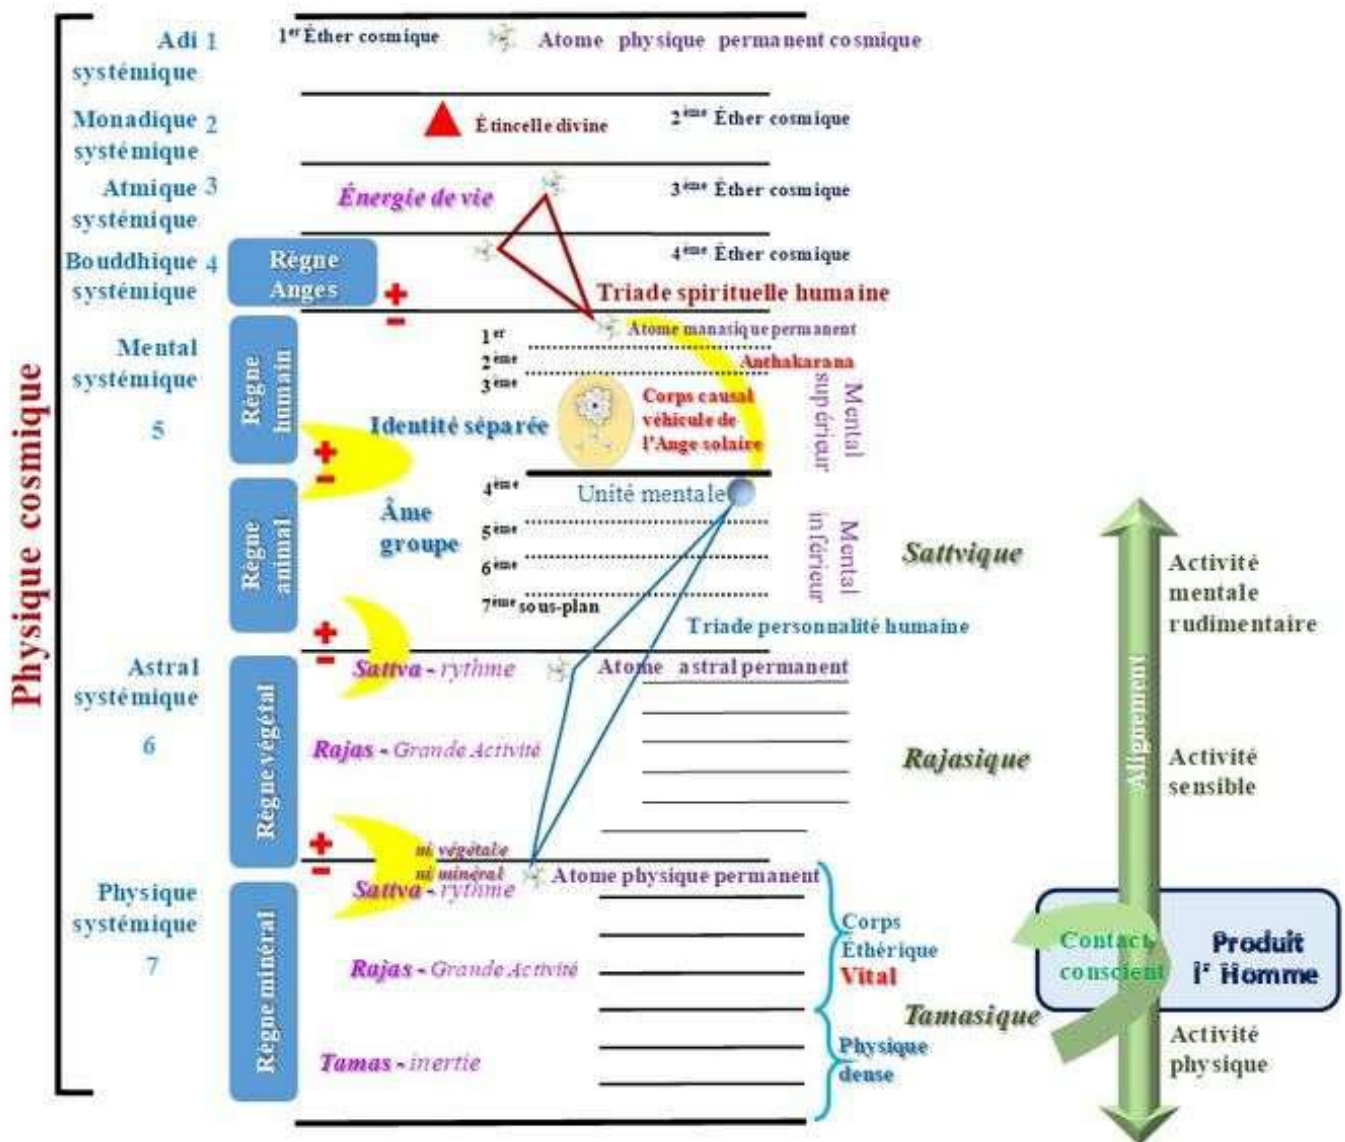 Physique cosmique
Adi 1
systémique
1er Éther cosmique
Atome physique permanent cosmique
Monadique 2
systémique
Étincelle divine
2ème Éther cosmique
Atmique 3
systémique
Énergie de vie
3ème Éther cosmique
Bouddhique 4
systémique
Règne
Anges
4ème Éther cosmique
+
−
Triade spirituelle humaine
Mental
systémique
5
Règne
humain
1er
Atome manasique permanent
2ème
Anthakarana
3ème
Identité séparée
Corps causal
véhicule de
l'Ange solaire
Mental
supérieur
+
−
Règne
animal
Âme
groupe
4ème
Unité mentale
5ème
6ème
7ème sous-plan
Mental
inférieur
Sattvique
Activité
mentale
rudimentaire
Triade personnalité humaine
+
−
Astral
systémique
6
Règne végétal
Sattva - rythme
Atome astral permanent
Rajas - Grande Activité
Rajasique
Alignement
Activité
sensible
+
−
ni végétale
ni minéral
Physique
systémique
7
Règne minéral
Sattva - rythme
Atome physique permanent
Rajas - Grande Activité
Corps
Éthérique
Vital
Contact
conscient
Produit
l' Homme
Tamasique
Tamas - inertie
Physique
dense
Activité
physique